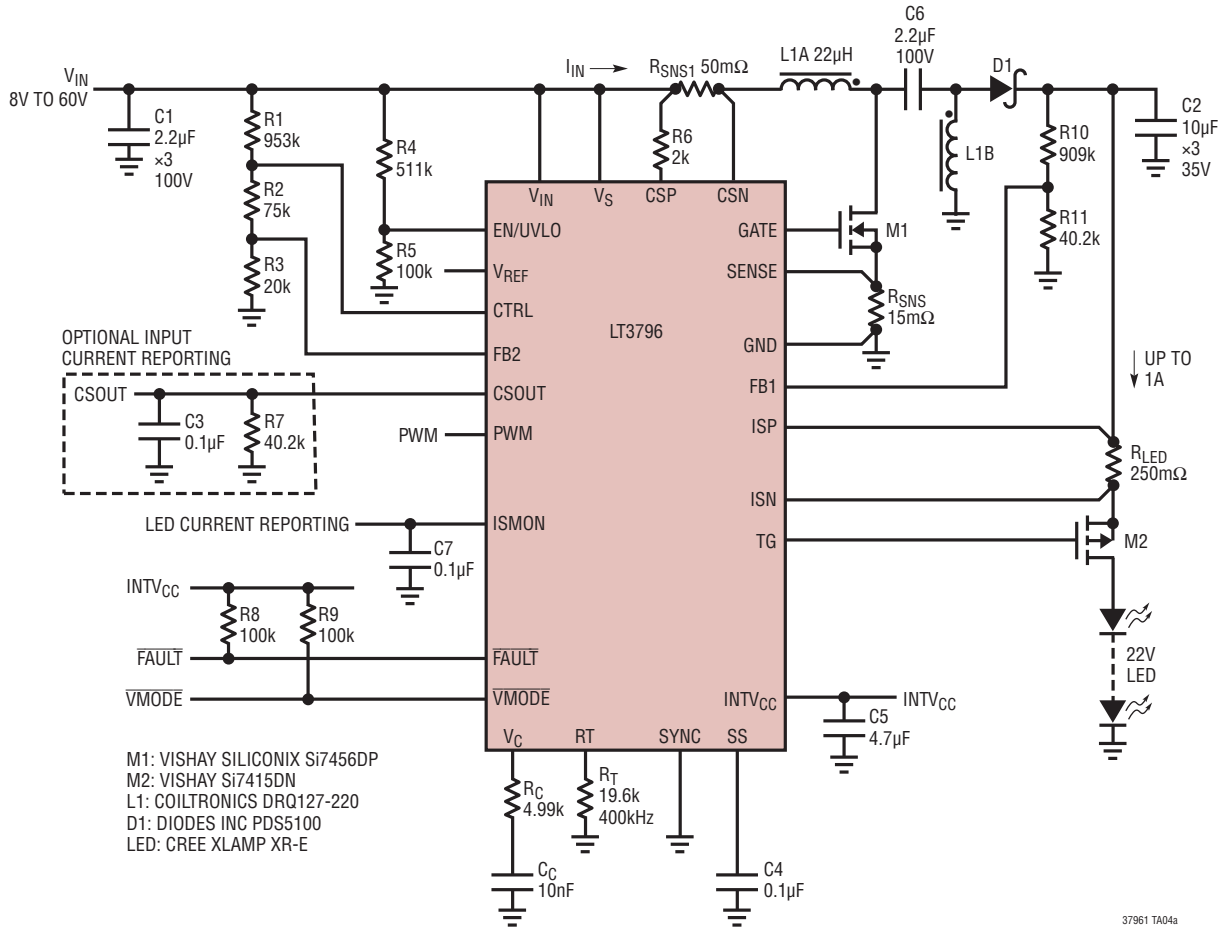 C6
2.2µF
100V
L1A 22µH
D1
I_IN
R_SNS1 50mΩ
V_IN
8V TO 60V
C1
2.2µF
×3
100V
R1
953k
R4
511k
R6
2k
L1B
R10
909k
C2
10µF
×3
35V
R2
75k
V_IN
V_S
CSP
CSN
R11
40.2k
EN/UVLO
GATE
M1
R3
20k
R5
100k
V_REF
SENSE
R_SNS
15mΩ
CTRL
LT3796
GND
OPTIONAL INPUT
CURRENT REPORTING
FB2
FB1
UP TO
1A
CSOUT
CSOUT
C3
0.1µF
R7
40.2k
PWM
PWM
ISP
R_LED
250mΩ
ISN
LED CURRENT REPORTING
ISMON
TG
M2
C7
0.1µF
INTV_CC
R8
100k
R9
100k
22V
LED
FAULT
FAULT
VMODE
VMODE
INTV_CC
INTV_CC
C5
4.7µF
V_C
RT
SYNC
SS
M1: VISHAY SILICONIX Si7456DP
M2: VISHAY Si7415DN
L1: COILTRONICS DRQ127-220
D1: DIODES INC PDS5100
LED: CREE XLAMP XR-E
R_C
4.99k
R_T
19.6k
400kHz
C_C
10nF
C4
0.1µF
37961 TA04a